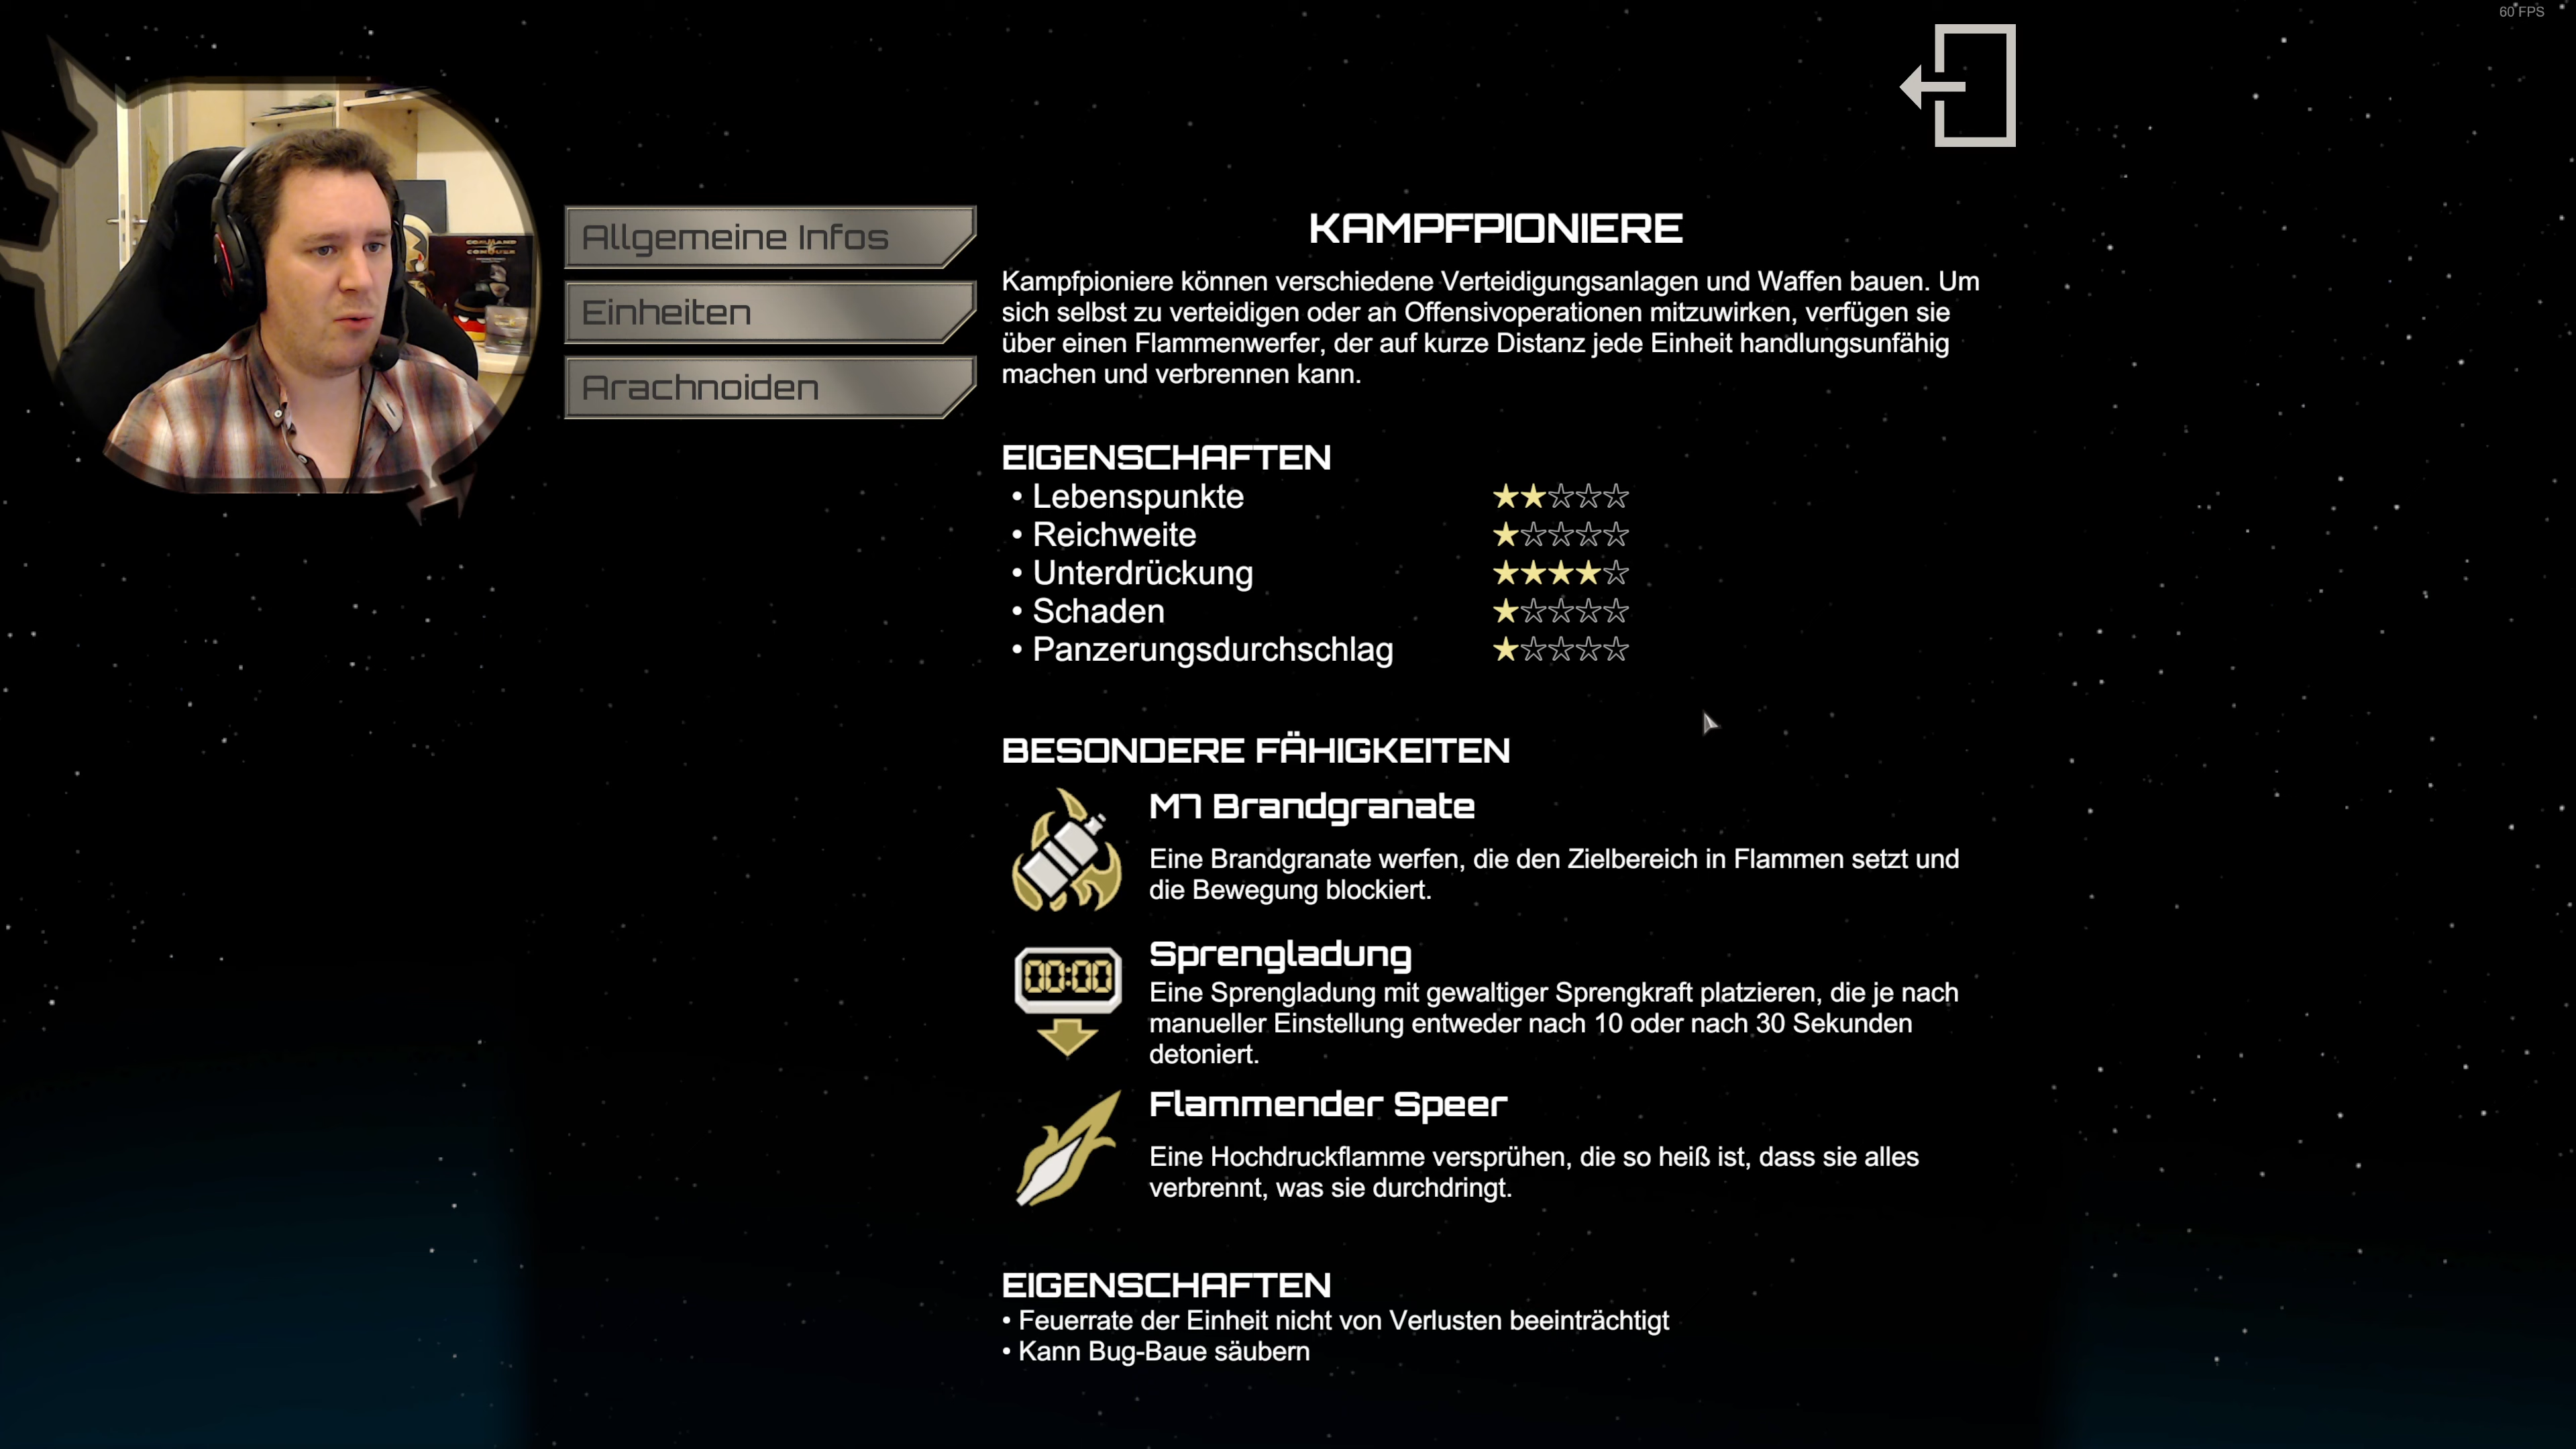 60 FPS
COMMAND
CONQUER
Allgemeine Infos
Einheiten
Arachnoiden
KAMPFPIONIERE
Kampfpioniere können verschiedene Verteidigungsanlagen und Waffen bauen. Um
sich selbst zu verteidigen oder an Offensivoperationen mitzuwirken, verfügen sie
über einen Flammenwerfer, der auf kurze Distanz jede Einheit handlungsunfähig
machen und verbrennen kann.
EIGENSCHAFTEN
• Lebenspunkte
• Reichweite
• Unterdrückung
• Schaden
• Panzerungsdurchschlag
BESONDERE FÄHIGKEITEN
M7 Brandgranate
Eine Brandgranate werfen, die den Zielbereich in Flammen setzt und
die Bewegung blockiert.
00:00
Sprengladung
Eine Sprengladung mit gewaltiger Sprengkraft platzieren, die je nach
manueller Einstellung entweder nach 10 oder nach 30 Sekunden
detoniert.
Flammender Speer
Eine Hochdruckflamme versprühen, die so heiß ist, dass sie alles
verbrennt, was sie durchdringt.
EIGENSCHAFTEN
• Feuerrate der Einheit nicht von Verlusten beeinträchtigt
• Kann Bug-Baue säubern